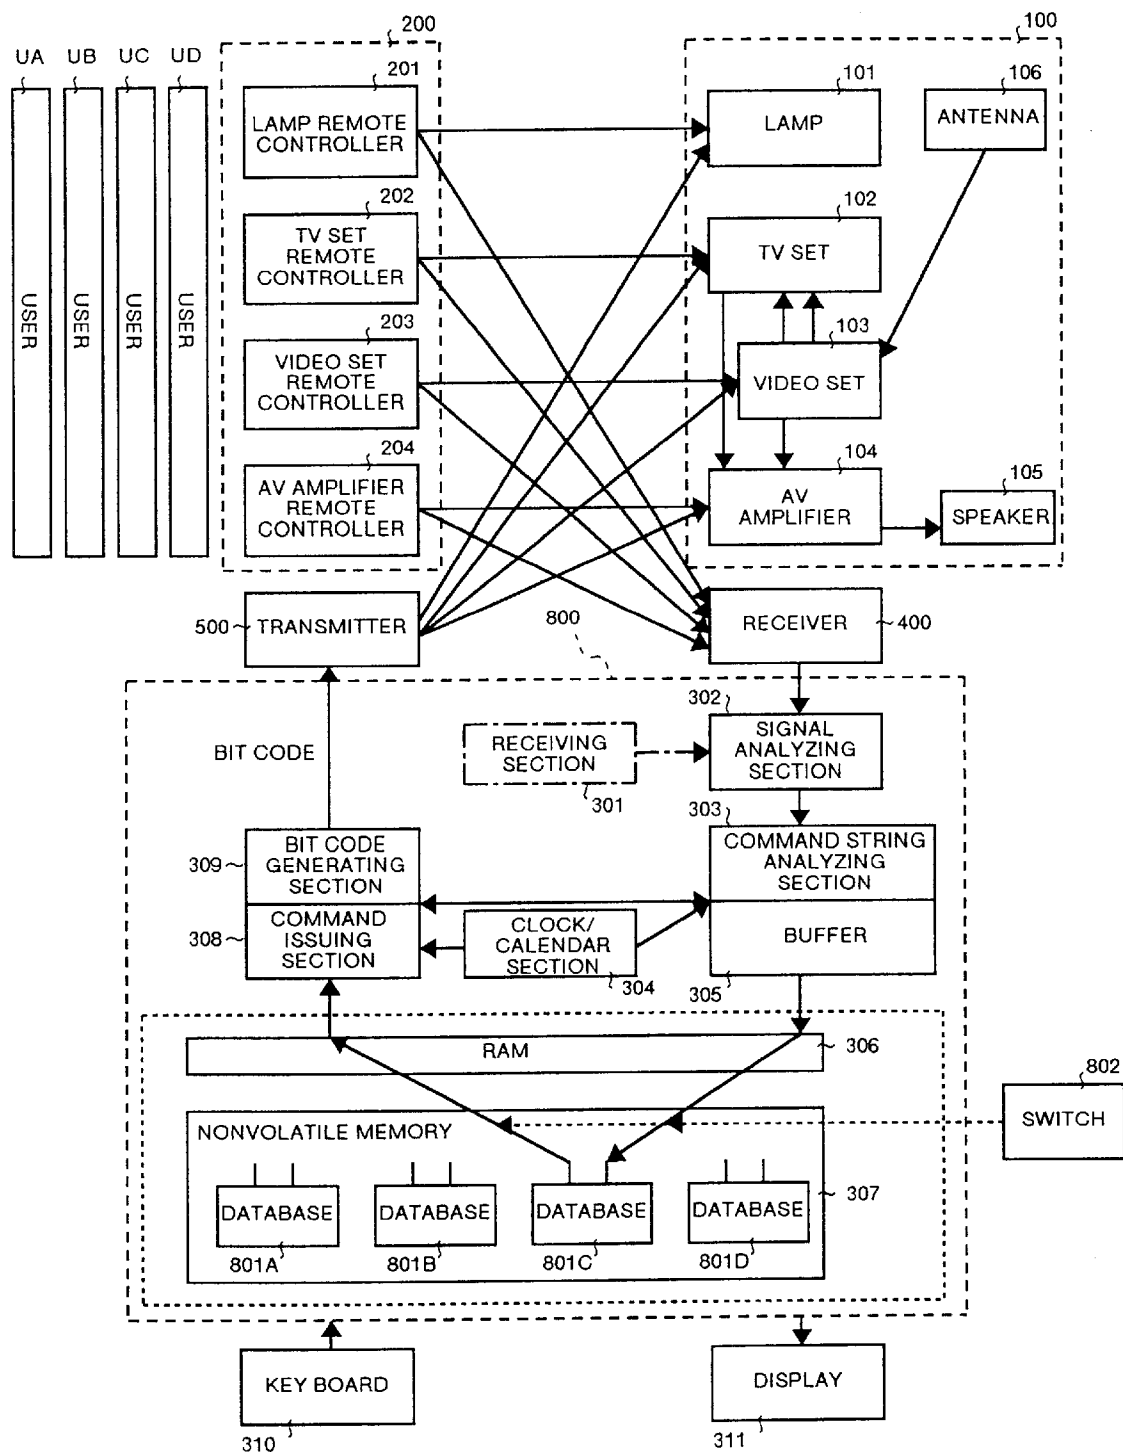 200
100
UA UB UC UD
201
101
106
LAMP REMOTE
CONTROLLER
LAMP
ANTENNA
202
102
TV SET
REMOTE
CONTROLLER
TV SET
USER USER USER USER
203
103
VIDEO SET
REMOTE
CONTROLLER
VIDEO SET
204
104
105
AV AMPLIFIER
REMOTE
CONTROLLER
AV
AMPLIFIER
SPEAKER
500
TRANSMITTER
800
RECEIVER
400
302
BIT CODE
RECEIVING
SECTION
301
SIGNAL
ANALYZING
SECTION
303
309
BIT CODE
GENERATING
SECTION
COMMAND STRING
ANALYZING
SECTION
308
COMMAND
ISSUING
SECTION
CLOCK/
CALENDAR
SECTION
304
BUFFER
305
RAM
306
802
SWITCH
NONVOLATILE MEMORY
307
DATABASE
DATABASE
DATABASE
DATABASE
801A
801B
801C
801D
KEY BOARD
310
DISPLAY
311